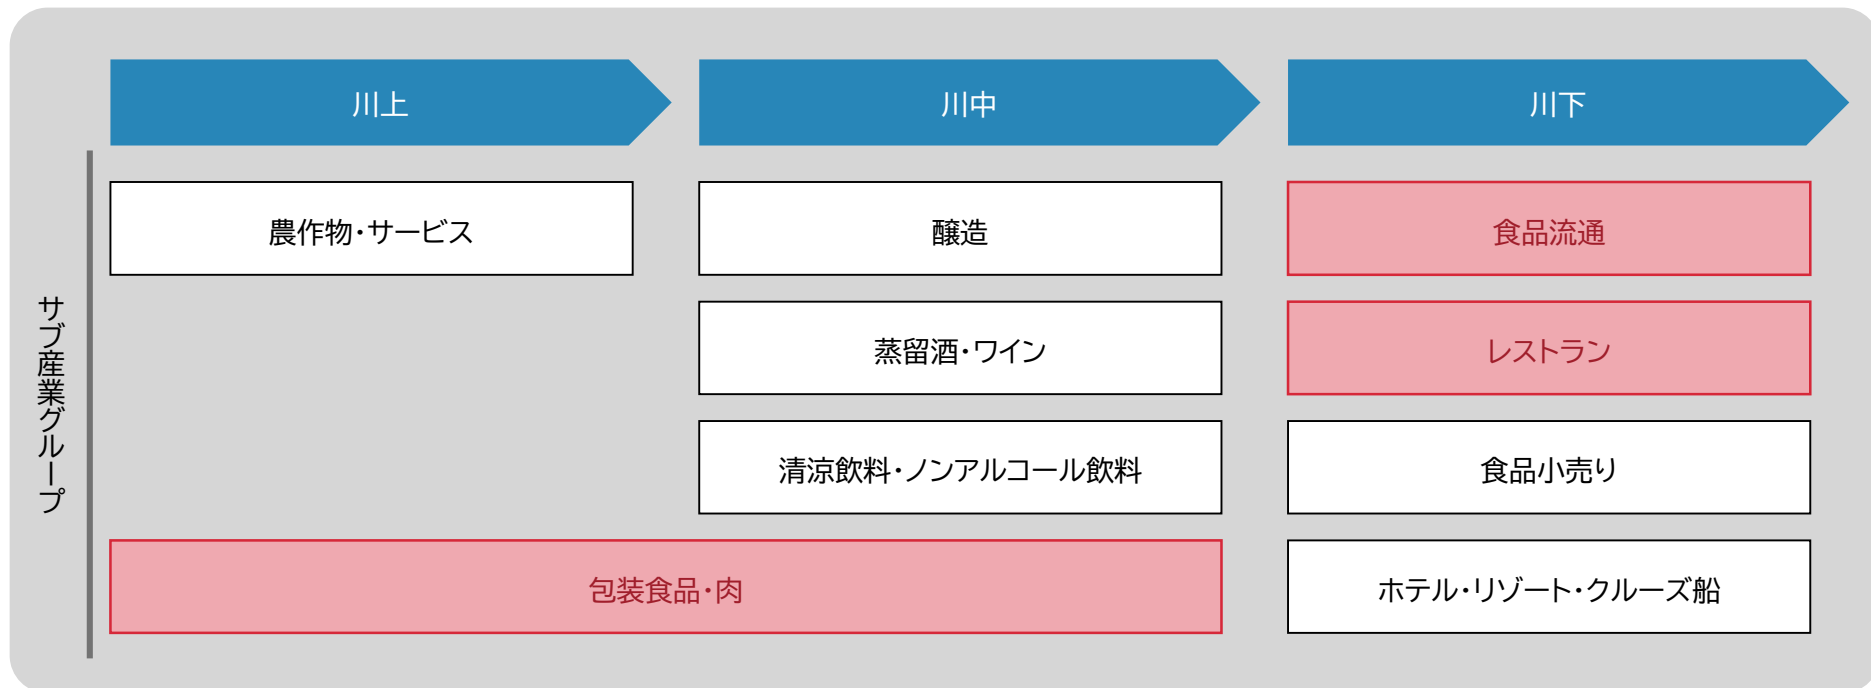 川上
川中
川下
サブ産業グループ
農作物・サービス
醸造
食品流通
蒸留酒・ワイン
レストラン
清涼飲料・ノンアルコール飲料
食品小売り
包装食品・肉
ホテル・リゾート・クルーズ船